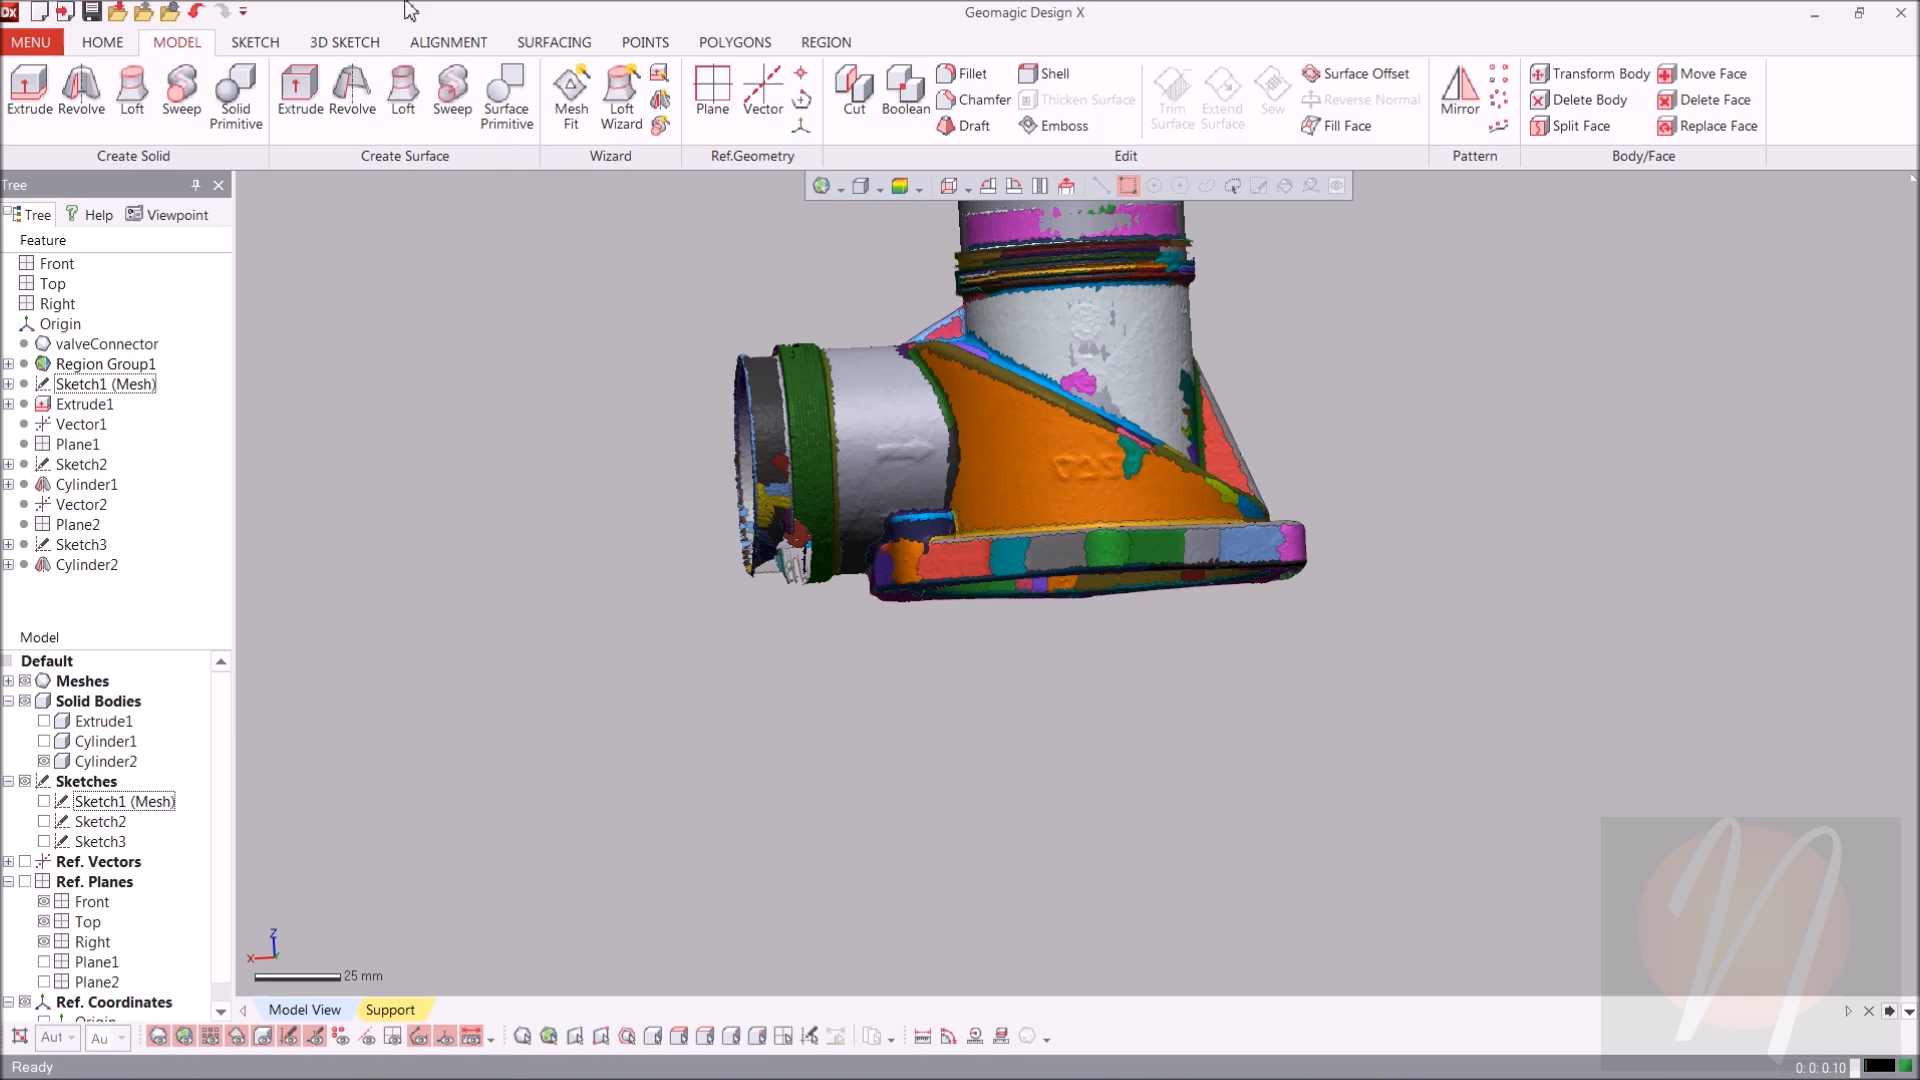 Dx
Geomagic Design X
MENU HOME MODEL SKETCH 3D SKETCH ALIGNMENT SURFACING POINTS POLYGONS REGION
Extrude Revolve Loft Sweep Solid Primitive
Extrude Revolve Loft Sweep Surface Primitive
Mesh Fit Loft Wizard
Plane Vector
Cut Boolean
Fillet
Chamfer
Draft
Shell
Thicken Surface
Emboss
Trim Surface Extend Surface Sew
Surface Offset
Reverse Normal
Fill Face
Mirror
Transform Body
Delete Body
Split Face
Move Face
Delete Face
Replace Face
Create Solid Create Surface Wizard Ref.Geometry Edit Pattern Body/Face
Tree
Tree Help Viewpoint
Feature
Front
Top
Right
Origin
valveConnector
Region Group1
Sketch1 (Mesh)
Extrude1
Vector1
Plane1
Sketch2
Cylinder1
Vector2
Plane2
Sketch3
Cylinder2
Model
Default
Meshes
Solid Bodies
Extrude1
Cylinder1
Cylinder2
Sketches
Sketch1 (Mesh)
Sketch2
Sketch3
Ref. Vectors
Ref. Planes
Front
Top
Right
Plane1
Plane2
Ref. Coordinates
Origin
Z
X
25 mm
Model View Support
Aut Au
Ready
0: 0: 0.10